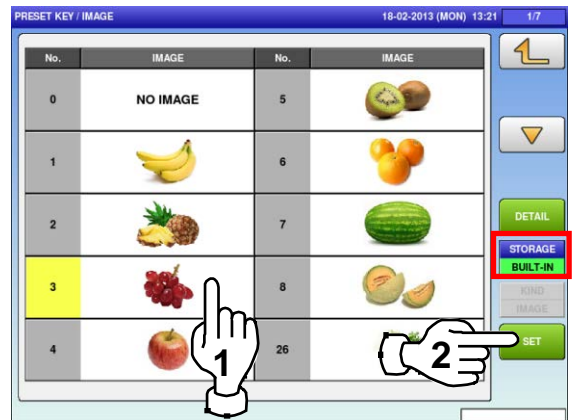 PRESET KEY / IMAGE 18-02-2013 (MON) 13:21 1/7
No. IMAGE No. IMAGE
0 NO IMAGE 5
1 6
2 7
3 8
4 26
DETAIL
STORAGE
BUILT-IN
KIND
IMAGE
SET
1
2